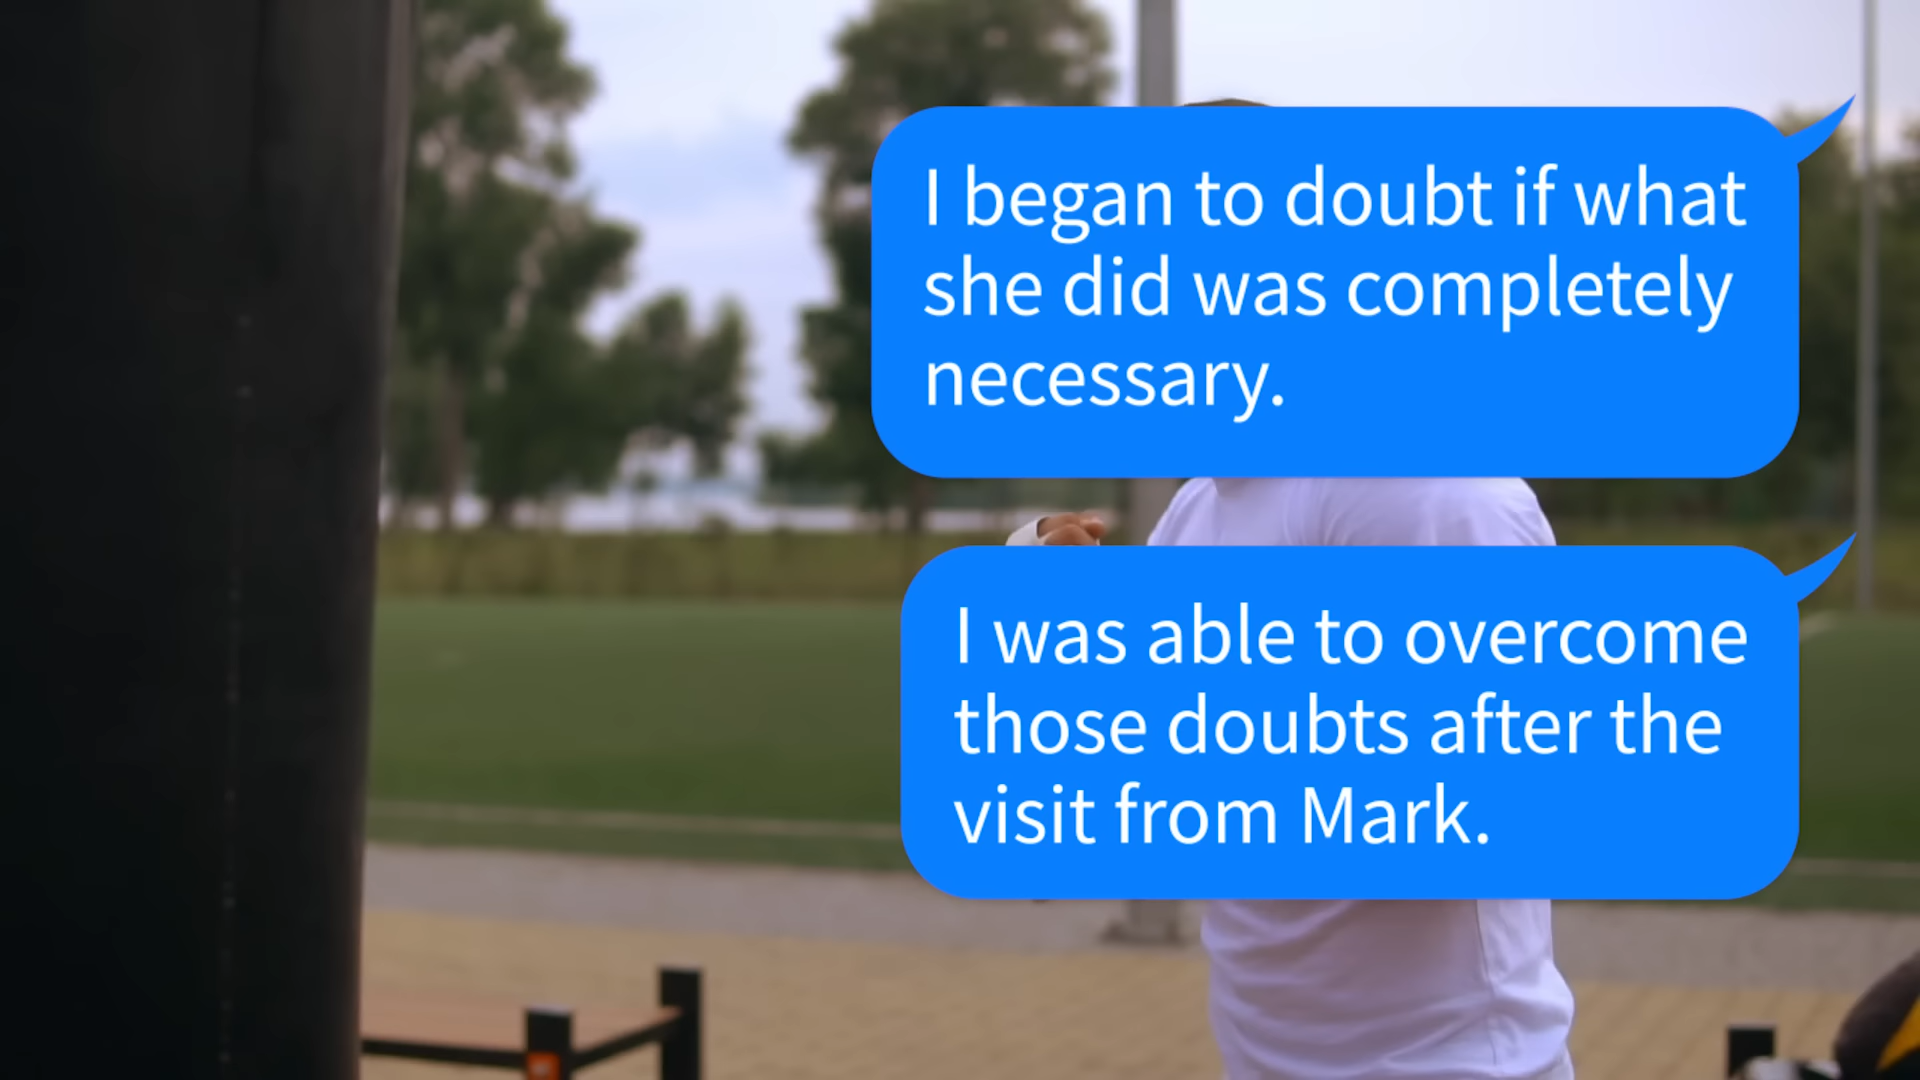 I began to doubt if what
she did was completely
necessary.
I was able to overcome
those doubts after the
visit from Mark.